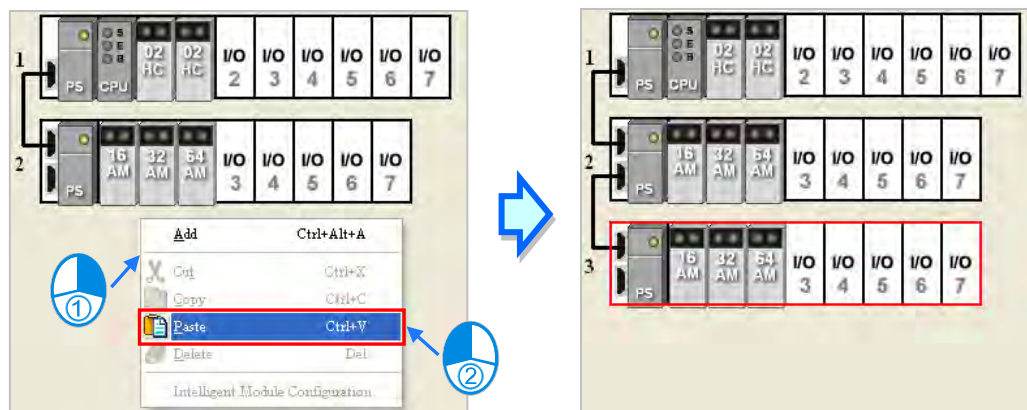 1
PS CPU S E B 02 HC 02 HC I/O 2 I/O 3 I/O 4 I/O 5 I/O 6 I/O 7
2
PS 16 AM 32 AM 64 AM I/O 3 I/O 4 I/O 5 I/O 6 I/O 7
Add Ctrl+Alt+A
Cut Ctrl+X
Copy Ctrl+C
Paste Ctrl+V
Delete Del
Intelligent Module Configuration
①
②
1
PS CPU S E B 02 HC 02 HC I/O 2 I/O 3 I/O 4 I/O 5 I/O 6 I/O 7
2
PS 16 AM 32 AM 64 AM I/O 3 I/O 4 I/O 5 I/O 6 I/O 7
3
PS 16 AM 32 AM 64 AM I/O 3 I/O 4 I/O 5 I/O 6 I/O 7